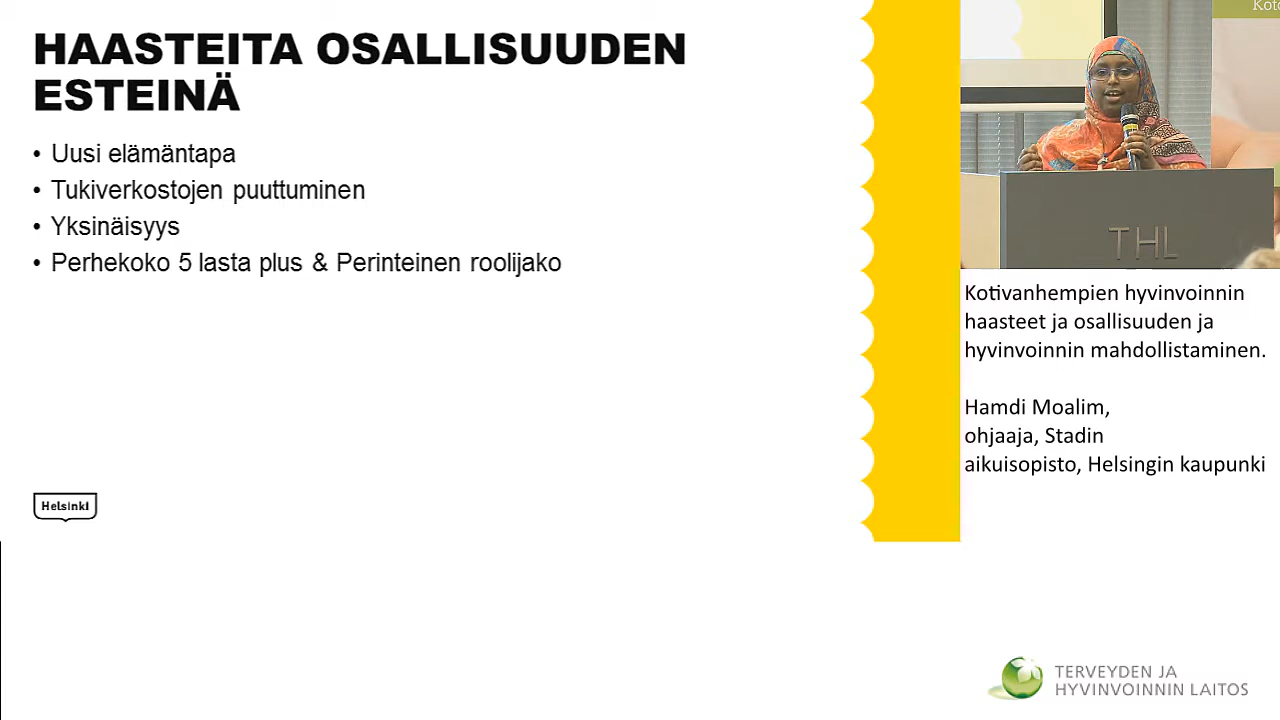 HAASTEITA OSALLISUUDEN
ESTEINÄ
• Uusi elämäntapa
• Tukiverkostojen puuttuminen
• Yksinäisyys
• Perhekoko 5 lasta plus & Perinteinen roolijako
Helsinki
THL
Kotivanhempien hyvinvoinnin
haasteet ja osallisuuden ja
hyvinvoinnin mahdollistaminen.
Hamdi Moalim,
ohjaaja, Stadin
aikuisopisto, Helsingin kaupunki
TERVEYDEN JA
HYVINVOINNIN LAITOS